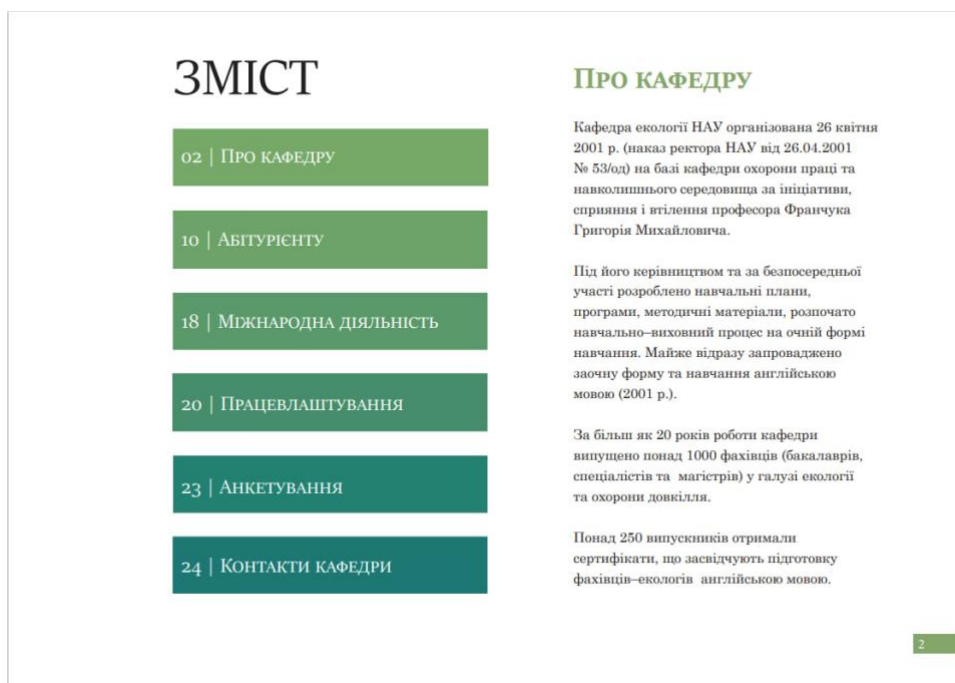 ЗМІСТ
02 | Про кафедру
10 | Абітурієнту
18 | Міжнародна діяльність
20 | Працевлаштування
23 | Анкетування
24 | Контакти кафедри
Про кафедру
Кафедра екології НАУ організована 26 квітня
2001 р. (наказ ректора НАУ від 26.04.2001
№ 53/од) на базі кафедри охорони праці та
навколишнього середовища за ініціативи,
сприяння і втілення професора Франчука
Григорія Михайловича.
Під його керівництвом та за безпосередньої
участі розроблено навчальні плани,
програми, методичні матеріали, розпочато
навчально–виховний процес на очній формі
навчання. Майже відразу запроваджено
заочну форму та навчання англійською
мовою (2001 р.).
За більш як 20 років роботи кафедри
випущено понад 1000 фахівців (бакалаврів,
спеціалістів та магістрів) у галузі екології
та охорони довкілля.
Понад 250 випускників отримали
сертифікати, що засвідчують підготовку
фахівців–екологів англійською мовою.
2